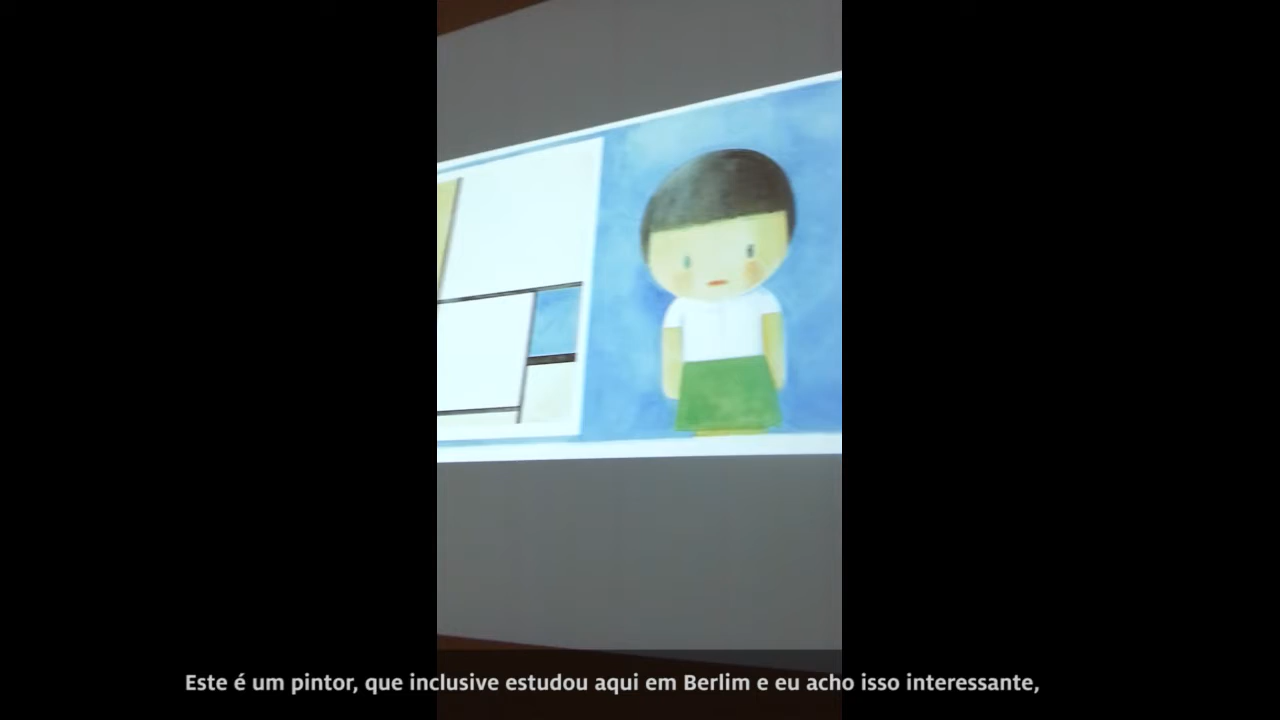 Este é um pintor, que inclusive estudou aqui em Berlim e eu acho isso interessante,